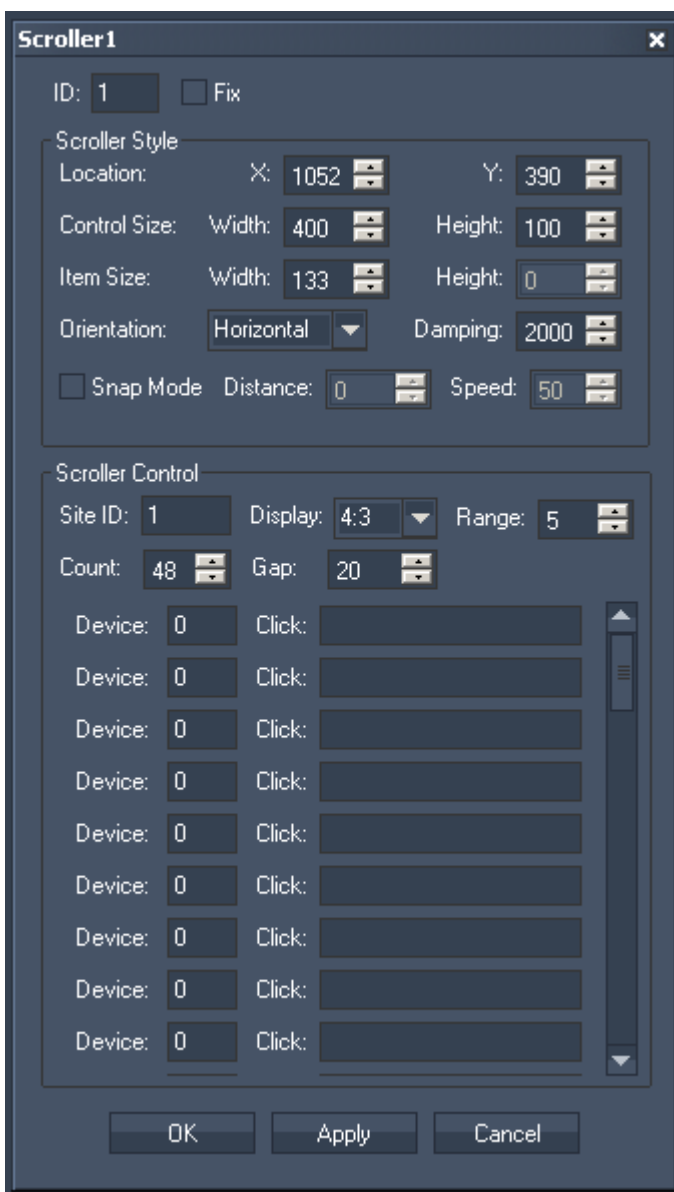 Scroller1
ID: 1 Fix
Scroller Style
Location: X: 1052 Y: 390
Control Size: Width: 400 Height: 100
Item Size: Width: 133 Height: 0
Orientation: Horizontal Damping: 2000
Snap Mode Distance: 0 Speed: 50
Scroller Control
Site ID: 1 Display: 4:3 Range: 5
Count: 48 Gap: 20
Device: 0 Click:
Device: 0 Click:
Device: 0 Click:
Device: 0 Click:
Device: 0 Click:
Device: 0 Click:
Device: 0 Click:
Device: 0 Click:
Device: 0 Click:
OK Apply Cancel